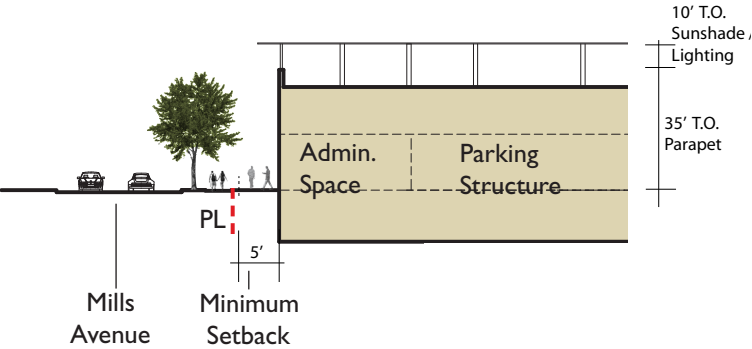 10′ T.O.
Sunshade /
Lighting
35′ T.O.
Parapet
Admin.
Space
Parking
Structure
PL
5′
Mills
Avenue
Minimum
Setback